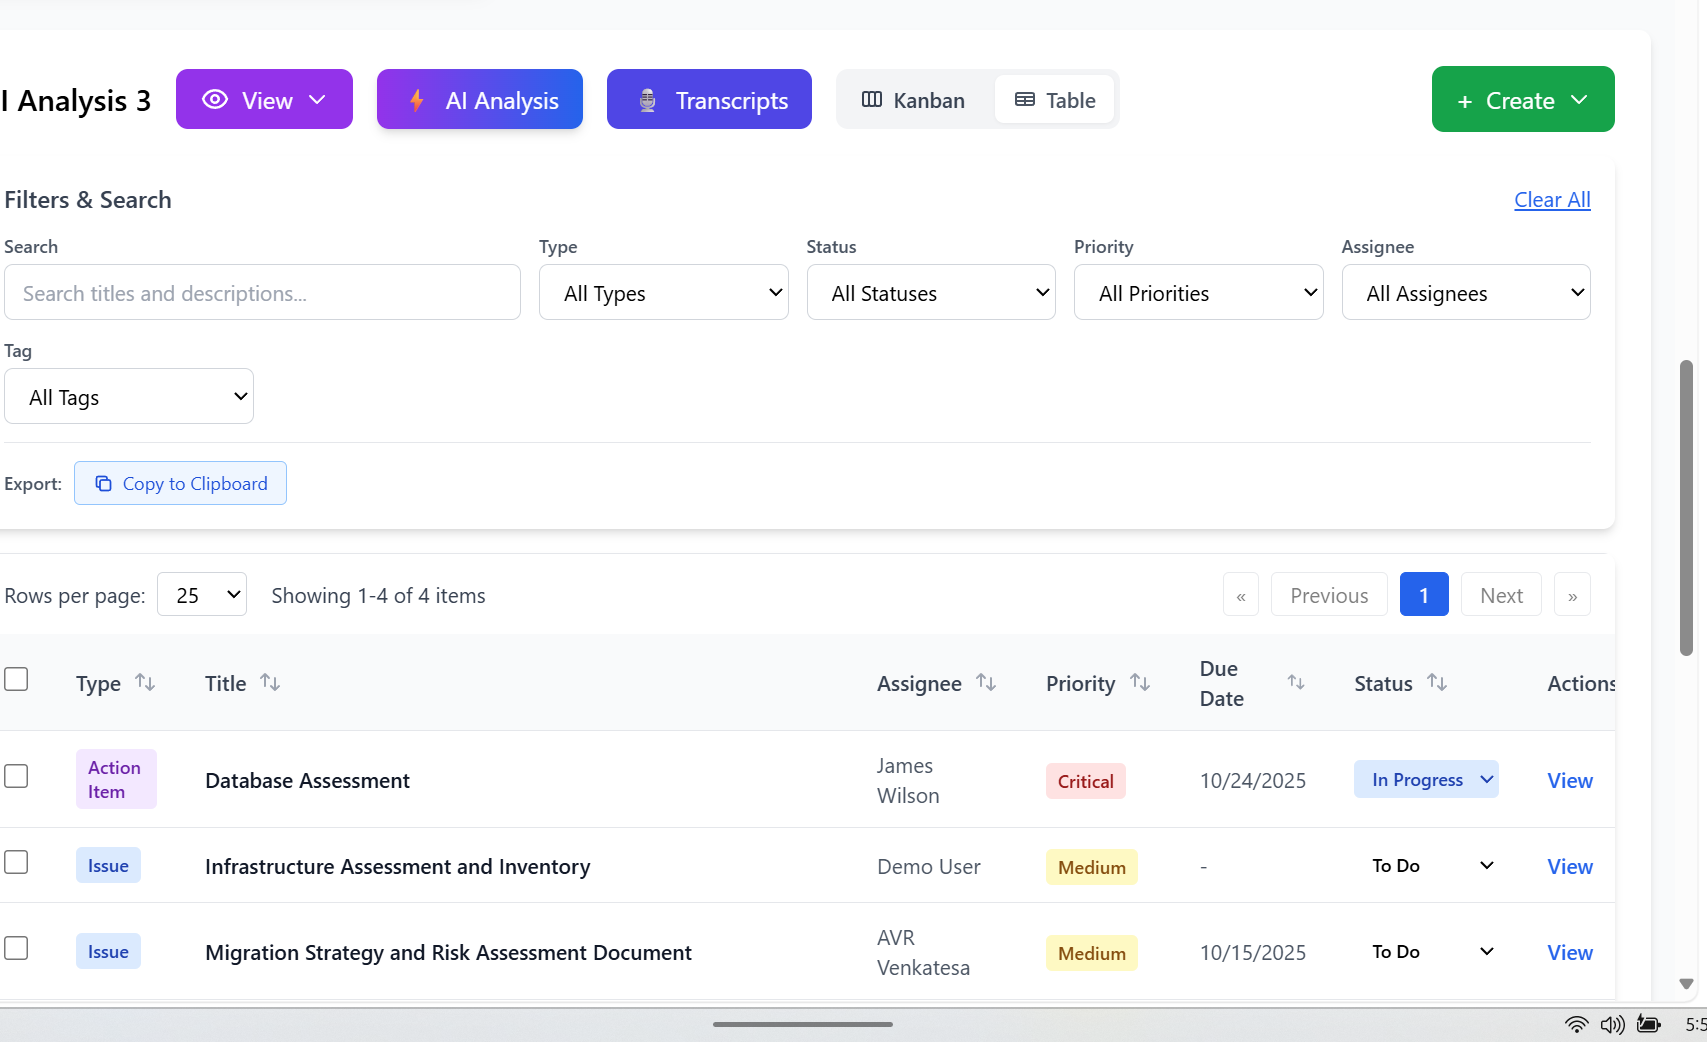 I Analysis 3
View
AI Analysis
Transcripts
Kanban
Table
+ Create
Filters & Search
Clear All
Search
Type
Status
Priority
Assignee
Search titles and descriptions...
All Types
All Statuses
All Priorities
All Assignees
Tag
All Tags
Export:
Copy to Clipboard
Rows per page:
25
Showing 1-4 of 4 items
«
Previous
1
Next
»
Type
Title
Assignee
Priority
Due
Date
Status
Actions
Action
Item
Database Assessment
James
Wilson
Critical
10/24/2025
In Progress
View
Issue
Infrastructure Assessment and Inventory
Demo User
Medium
-
To Do
View
Issue
Migration Strategy and Risk Assessment Document
AVR
Venkatesa
Medium
10/15/2025
To Do
View
5:5